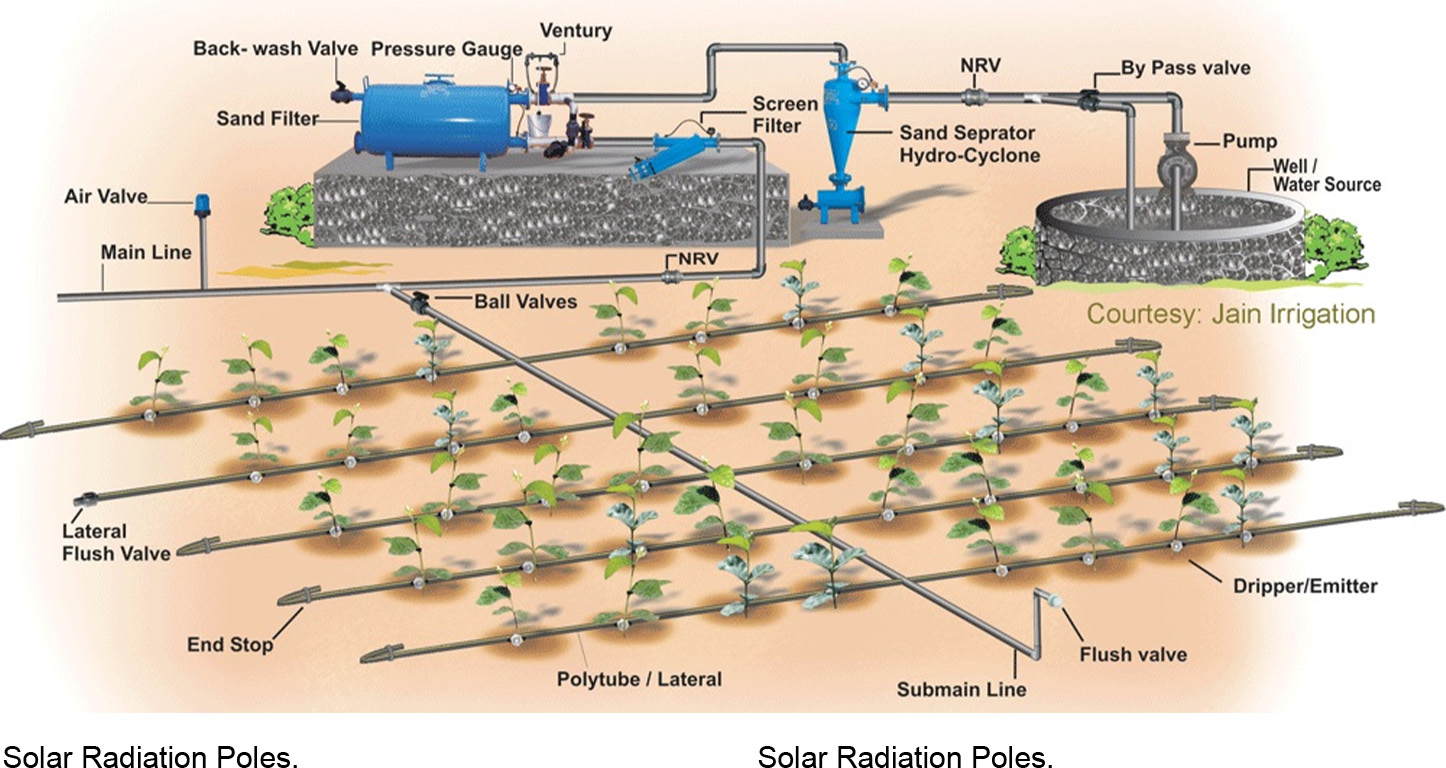 Ventury
Back- wash Valve
Pressure Gauge
NRV
By Pass valve
Sand Filter
Screen
Filter
Sand Seprator
Hydro-Cyclone
Pump
Well /
Water Source
Air Valve
Main Line
NRV
Ball Valves
Courtesy: Jain Irrigation
Lateral
Flush Valve
Dripper/Emitter
End Stop
Flush valve
Polytube / Lateral
Submain Line
Solar Radiation Poles.
Solar Radiation Poles.